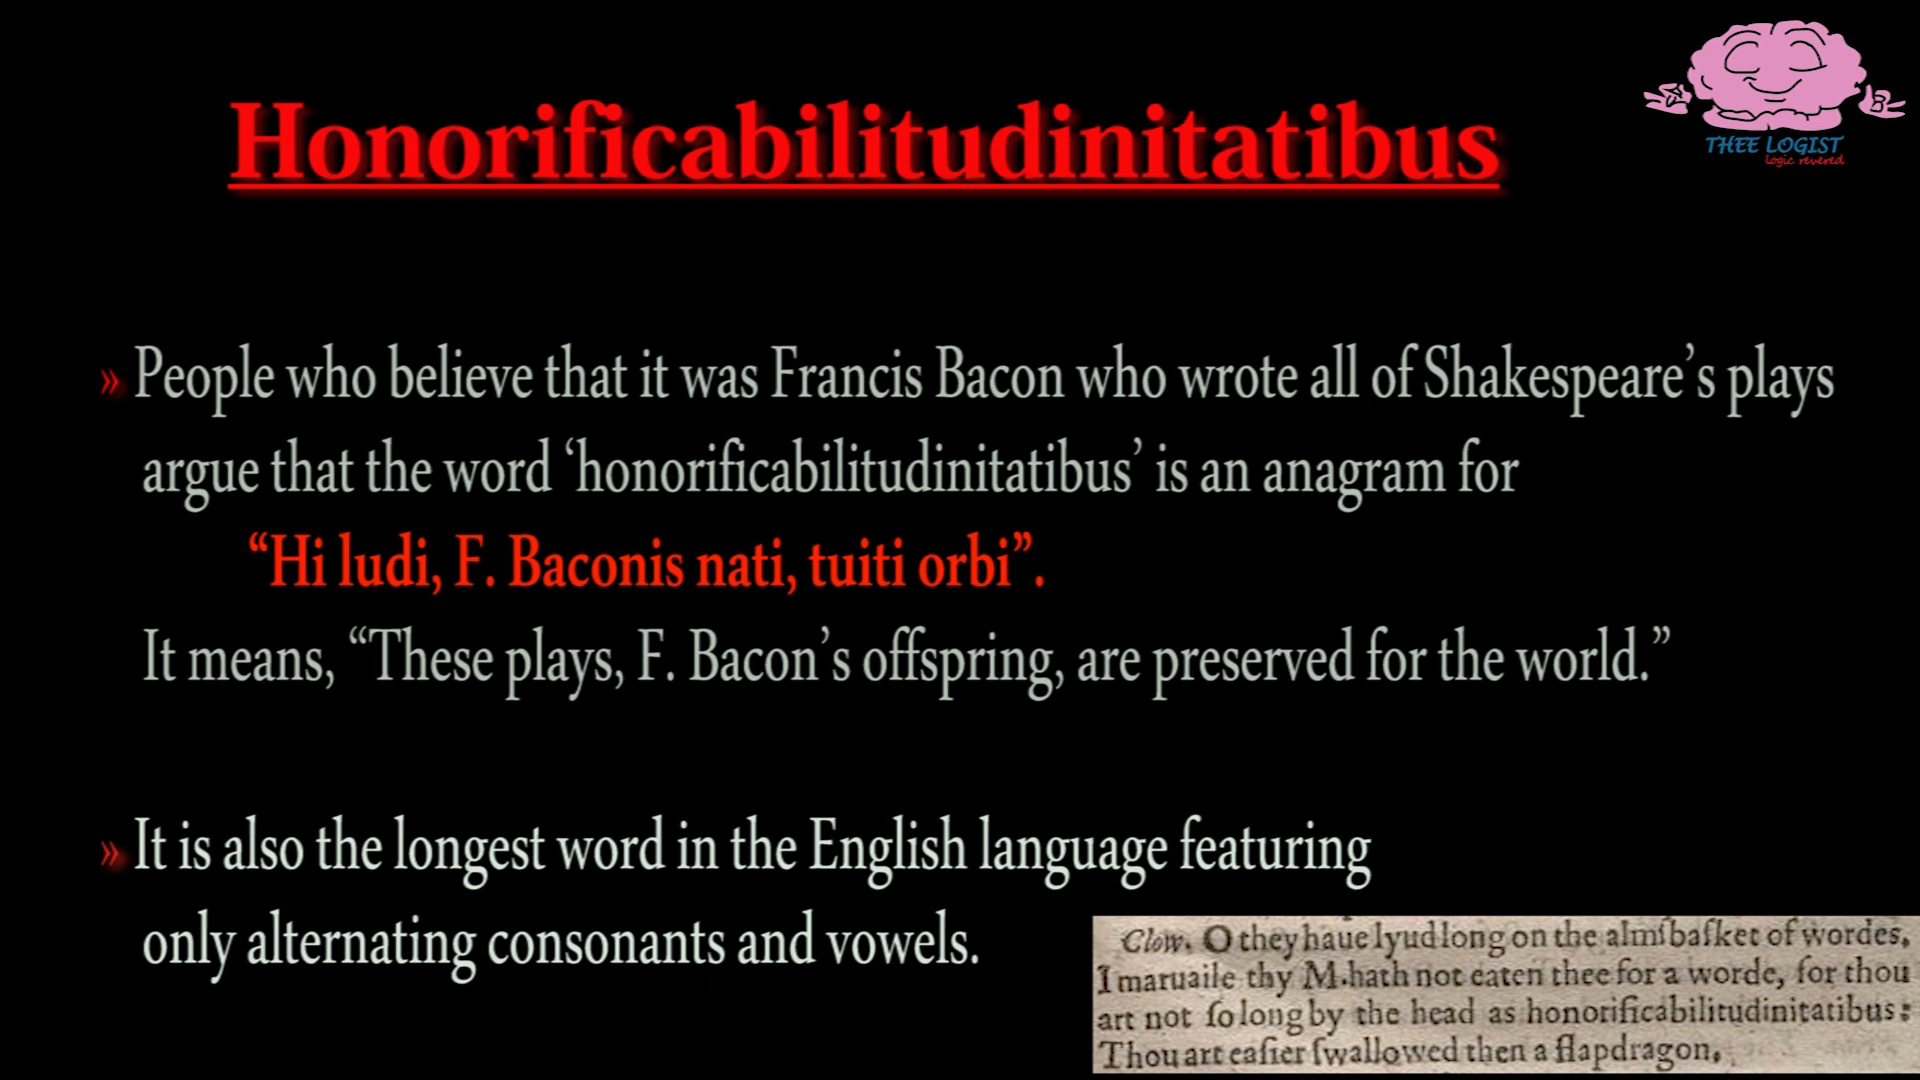 Honorificabilitudinitatibus
THEE LOGIST
logic revered
» People who believe that it was Francis Bacon who wrote all of Shakespeare’s plays
argue that the word ‘honorificabilitudinitatibus’ is an anagram for
“Hi ludi, F. Baconis nati, tuiti orbi”.
It means, “These plays, F. Bacon’s offspring, are preserved for the world.”
» It is also the longest word in the English language featuring
only alternating consonants and vowels.
Clow. O they haue lyud long on the almſbaſket of wordes,
I maruaile thy M. hath not eaten thee for a worde, for thou
art not ſo long by the head as honorificabilitudinitatibus:
Thou art eaſier ſwallowed then a flapdragon.